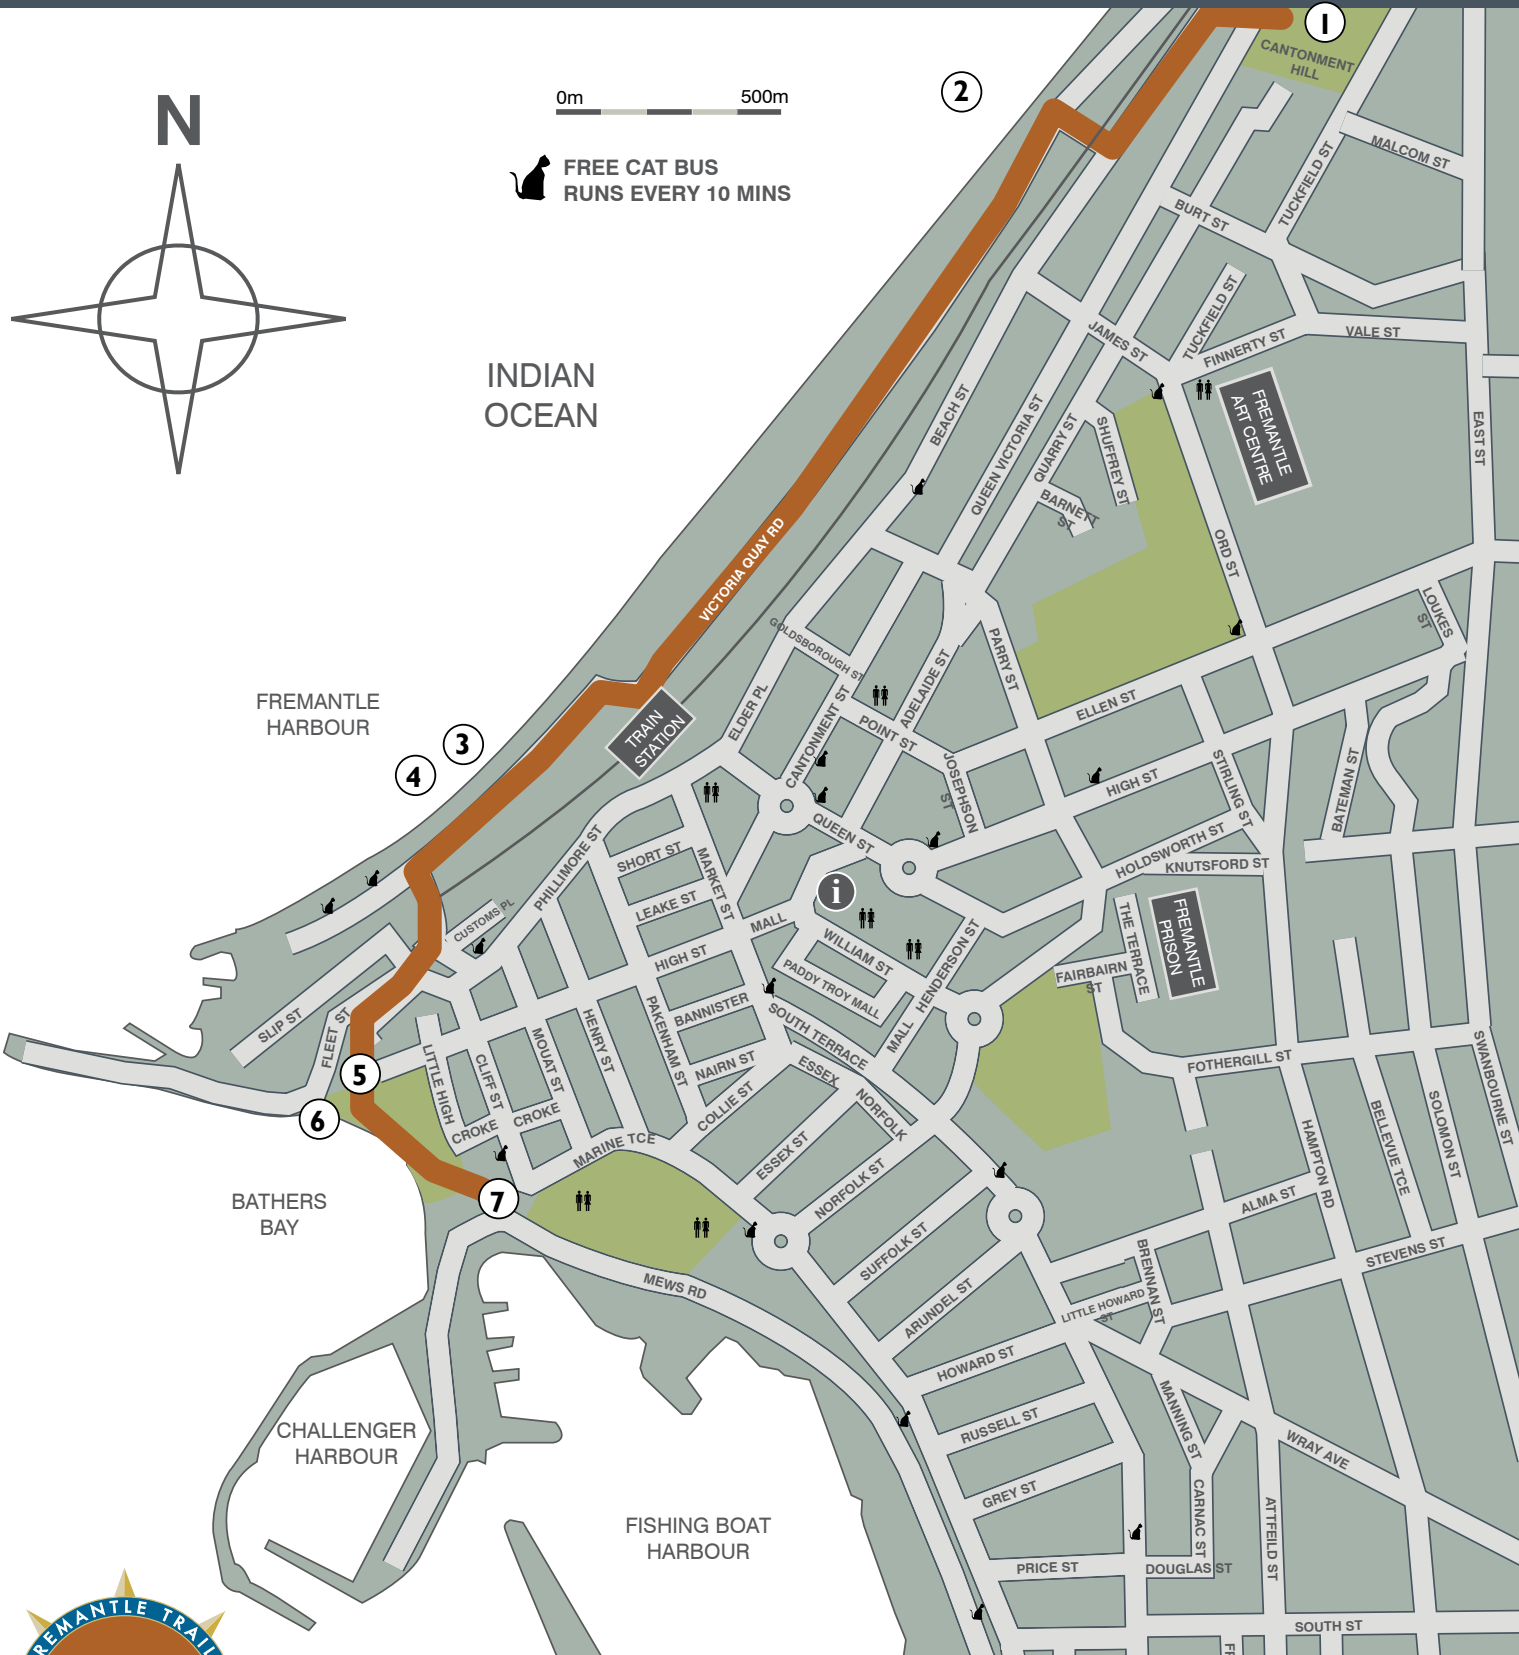 1
CANTONMENT
HILL
2
N
0m 500m
FREE CAT BUS
RUNS EVERY 10 MINS
MALCOM ST
TUCKFIELD ST
BURT ST
INDIAN
OCEAN
TUCKFIELD ST
JAMES ST
FINNERTY ST
VALE ST
FREMANTLE
ART CENTRE
EAST ST
BEACH ST
QUEEN VICTORIA ST
QUARRY ST
SHUFFREY ST
BARNETT
ST
ORD ST
VICTORIA QUAY RD
LOUKES
ST
GOLDSBOROUGH ST
PARRY ST
ADELAIDE ST
ELDER PL
CANTONMENT ST
POINT ST
ELLEN ST
FREMANTLE
HARBOUR
TRAIN
STATION
3
4
JOSEPHSON
ST
HIGH ST
STIRLING ST
BATEMAN ST
QUEEN ST
HOLDSWORTH ST
KNUTSFORD ST
PHILLIMORE ST
SHORT ST
MARKET ST
LEAKE ST
i
MALL
CUSTOMS PL
HIGH ST
WILLIAM ST
PADDY TROY MALL
HENDERSON ST
MALL
THE TERRACE
FREMANTLE
PRISON
FAIRBAIRN
ST
SLIP ST
FLEET ST
BANNISTER
PAKENHAM ST
HENRY ST
MOUAT ST
CLIFF ST
LITTLE HIGH
SOUTH TERRACE
NAIRN ST
ESSEX
NORFOLK
COLLIE ST
FOTHERGILL ST
SWANBOURNE ST
SOLOMON ST
BELLEVUE TCE
HAMPTON RD
5
6
CROKE
CROKE
MARINE TCE
ESSEX ST
NORFOLK ST
ALMA ST
7
BATHERS
BAY
SUFFOLK ST
STEVENS ST
BRENNAN ST
MEWS RD
ARUNDEL ST
LITTLE HOWARD
ST
HOWARD ST
CHALLENGER
HARBOUR
RUSSELL ST
MANNING ST
WRAY AVE
GREY ST
FISHING BOAT
HARBOUR
CARNAC ST
ATTFEILD ST
PRICE ST
DOUGLAS ST
SOUTH ST
FR
REMANTLE TRAIL